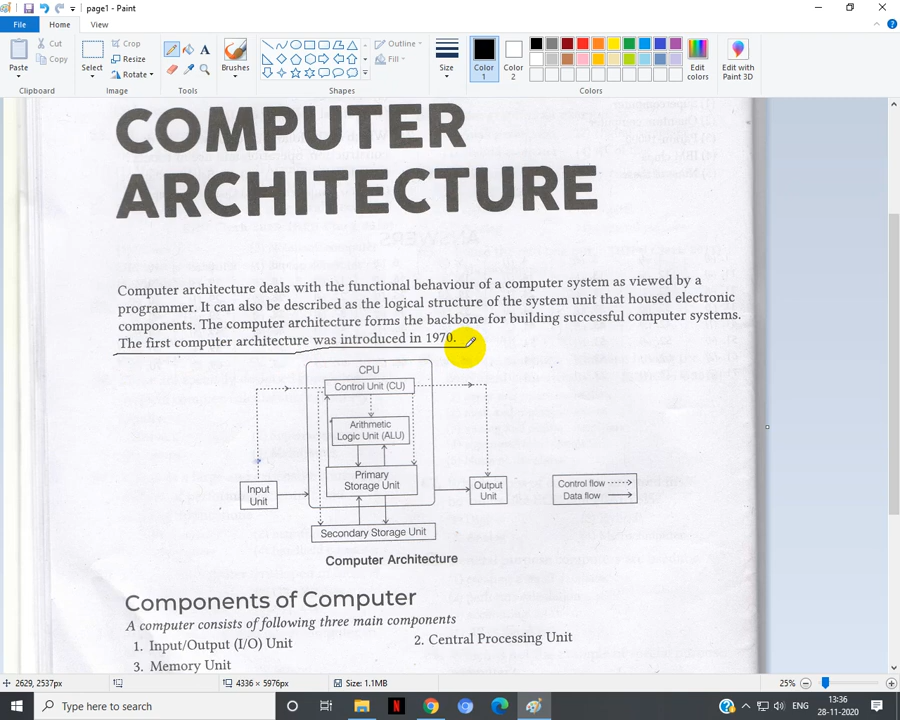 page1 - Paint
File
Home
View
Paste
Cut
Copy
Clipboard
Select
Crop
Resize
Rotate
Image
Tools
Brushes
Shapes
Outline
Fill
Size
Color 1
Color 2
Colors
Edit colors
Edit with Paint 3D
COMPUTER
ARCHITECTURE
Computer architecture deals with the functional behaviour of a computer system as viewed by a
programmer. It can also be described as the logical structure of the system unit that housed electronic
components. The computer architecture forms the backbone for building successful computer systems.
The first computer architecture was introduced in 1970.
CPU
Control Unit (CU)
Arithmetic
Logic Unit (ALU)
Primary
Storage Unit
Input
Unit
Output
Unit
Control flow
Data flow
Secondary Storage Unit
Computer Architecture
Components of Computer
A computer consists of following three main components
1. Input/Output (I/O) Unit
2. Central Processing Unit
3. Memory Unit
2629, 2537px
4336 × 5976px
Size: 1.1MB
25%
Type here to search
ENG
13:36
28-11-2020